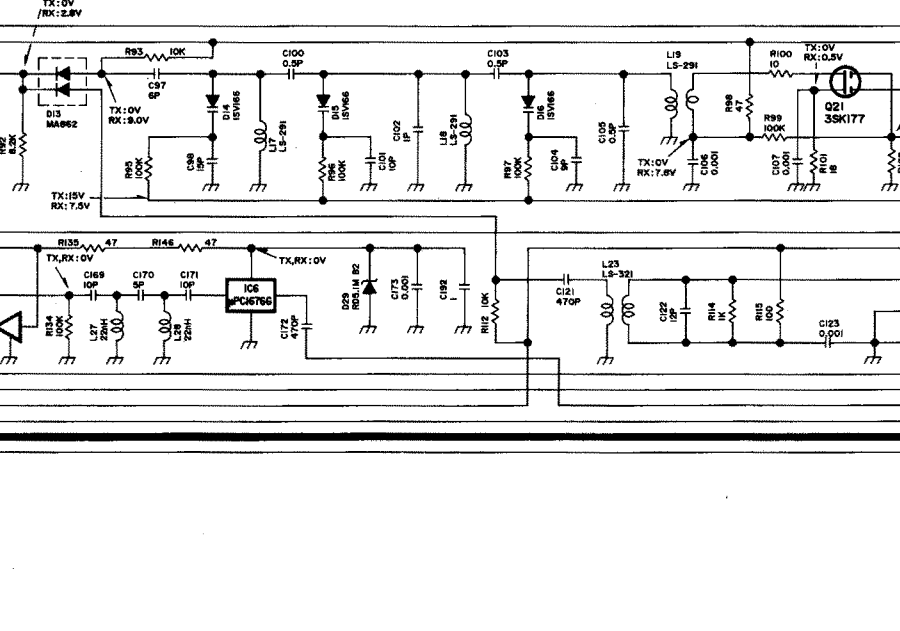 TX:0V
/RX:2.8V
R93 10K
C97
6P
D13
MA862
TX:0V
RX:9.0V
R92
8.2K
D14
1SV166
L17
LS-291
R95
100K
C98
15P
TX:15V
RX:7.5V
C100
0.5P
D15
1SV166
R96
100K
C101
10P
C102
1P
L18
LS-291
C103
0.5P
D16
1SV166
R97
100K
C104
9P
C105
0.5P
L19
LS-291
TX:0V
RX:7.8V
C106
0.001
R98
47
R100
10
R99
100K
TX:0V
RX:0.5V
C107
0.001
R101
18
Q21
3SK177
R135 47
R146 47
TX,RX:0V
TX,RX:0V
C169
10P
C170
5P
C171
10P
R134
100K
L27
22nH
L28
22nH
IC6
μPC1676G
C172
470P
D29
RD5.1M B2
C173
0.001
C192
1
R112
10K
C121
470P
L23
LS-321
C122
12P
R114
1K
R115
100
C123
0.001